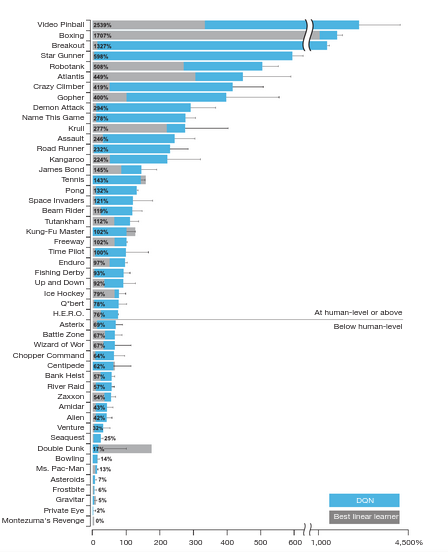 Video Pinball 2539%
Boxing 1707%
Breakout 1327%
Star Gunner 598%
Robotank 508%
Atlantis 449%
Crazy Climber 419%
Gopher 400%
Demon Attack 294%
Name This Game 278%
Krull 277%
Assault 246%
Road Runner 232%
Kangaroo 224%
James Bond 145%
Tennis 143%
Pong 132%
Space Invaders 121%
Beam Rider 119%
Tutankham 112%
Kung-Fu Master 102%
Freeway 102%
Time Pilot 100%
Enduro 97%
Fishing Derby 93%
Up and Down 92%
Ice Hockey 79%
Q*bert 78%
H.E.R.O. 76%
At human-level or above
Asterix 69%
Below human-level
Battle Zone 67%
Wizard of Wor 67%
Chopper Command 64%
Centipede 62%
Bank Heist 57%
River Raid 57%
Zaxxon 54%
Amidar 43%
Alien 42%
Venture 32%
Seaquest 25%
Double Dunk 17%
Bowling 14%
Ms. Pac-Man 13%
Asteroids 7%
Frostbite 6%
Gravitar 5%
Private Eye 2%
Montezuma's Revenge 0%
DQN
Best linear learner
0 100 200 300 400 500 600 1,000 4,500%